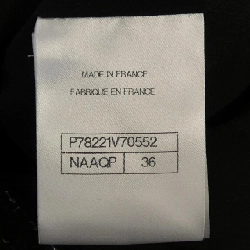 MADE IN FRANCE
FABRIQUE EN FRANCE
P78221V70552
NAAQP 36